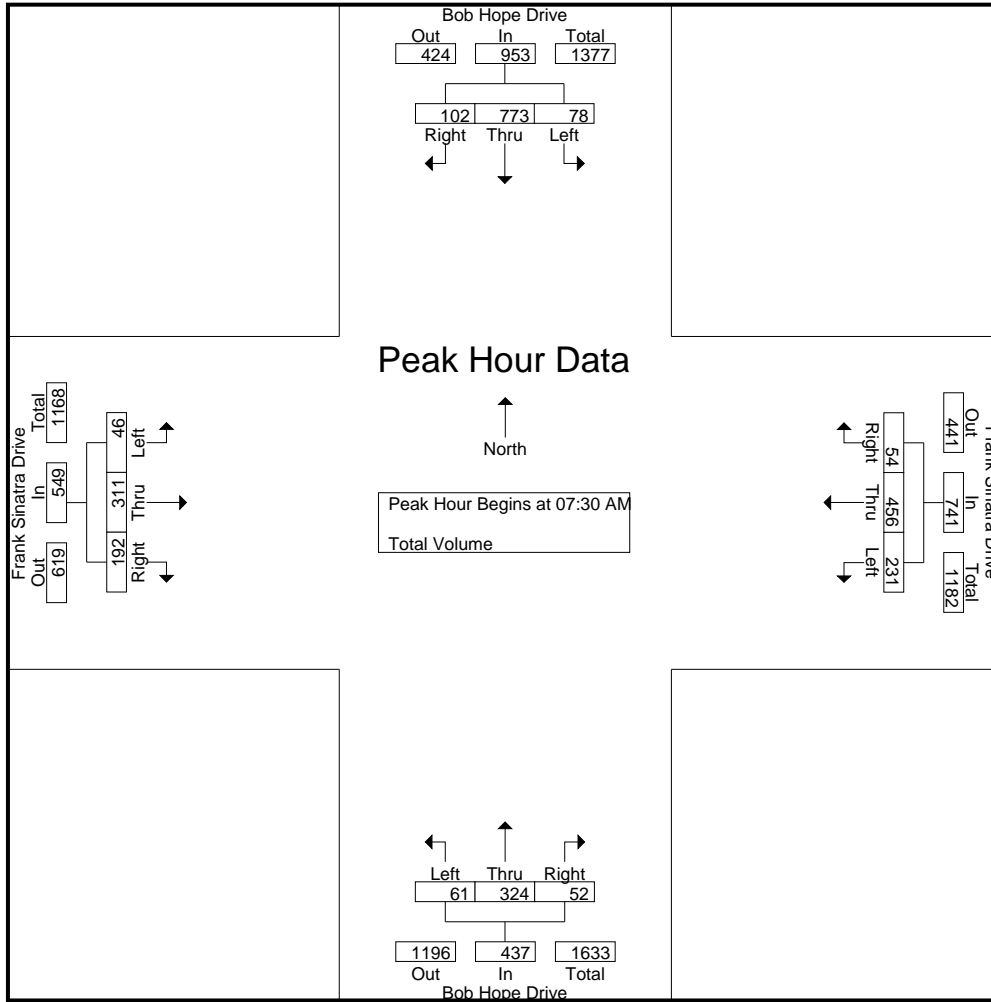 Bob Hope Drive
Out In Total
424 953 1377
102 773 78
Right Thru Left
Peak Hour Data
North
Peak Hour Begins at 07:30 AM
Total Volume
Frank Sinatra Drive
Out In Total
619 549 1168
Left Thru Right
46 311 192
Frank Sinatra Drive
Out In Total
441 741 1182
Right Thru Left
54 456 231
Left Thru Right
61 324 52
1196 437 1633
Out In Total
Bob Hope Drive